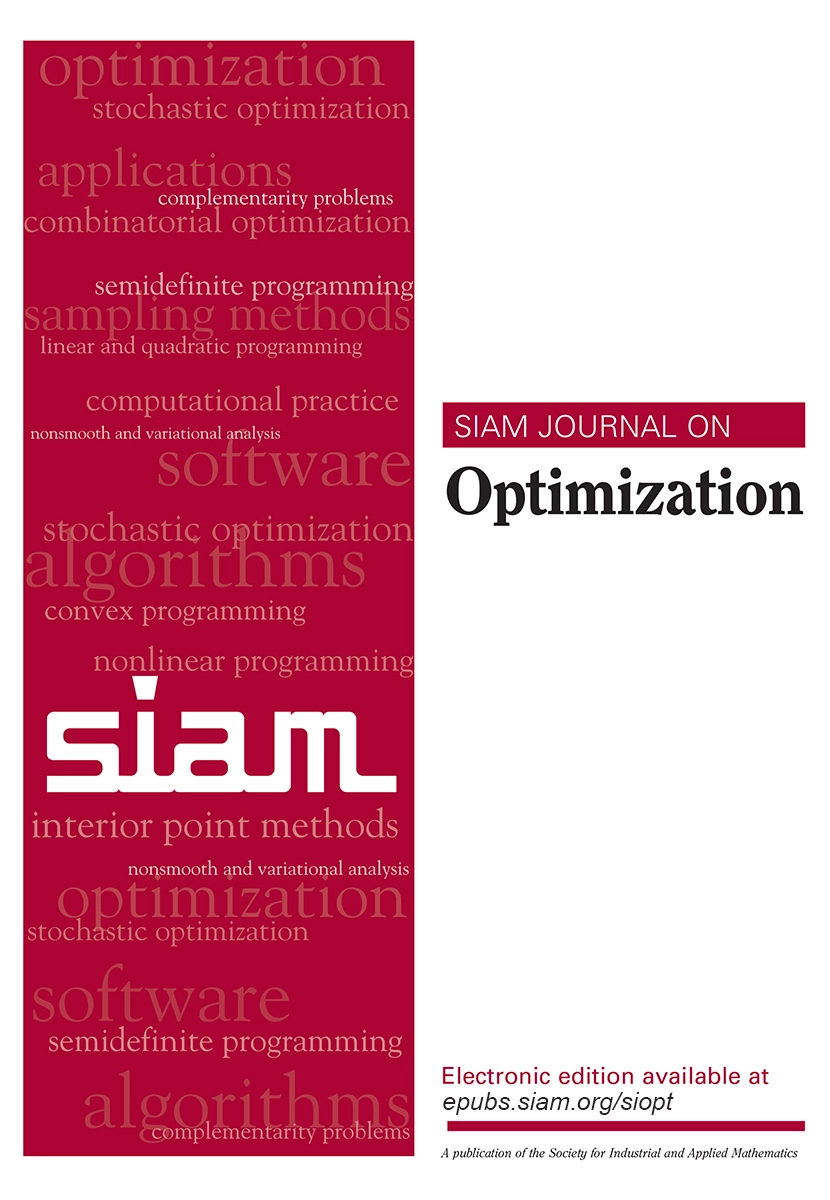 optimization
stochastic optimization
applications
complementarity problems
combinatorial optimization
semidefinite programming
sampling methods
linear and quadratic programming
computational practice
nonsmooth and variational analysis
software
stochastic optimization
algorithms
convex programming
nonlinear programming
siam
interior point methods
nonsmooth and variational analysis
optimization
stochastic optimization
software
semidefinite programming
algorithms
complementarity problems
SIAM JOURNAL ON
Optimization
Electronic edition available at
epubs.siam.org/siopt
A publication of the Society for Industrial and Applied Mathematics